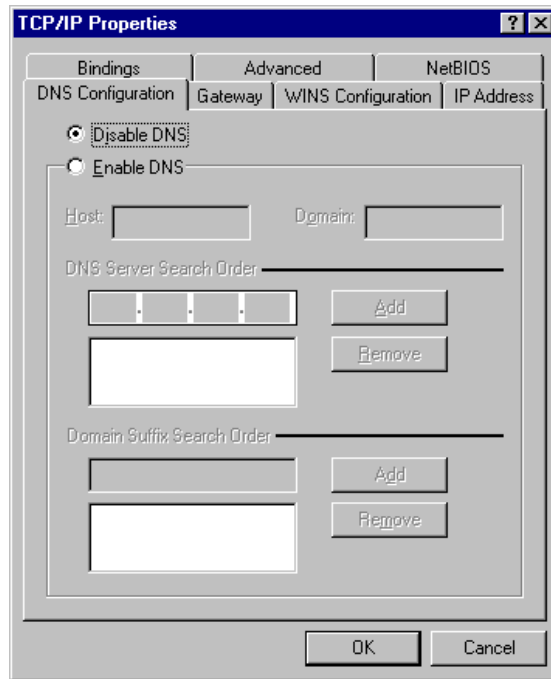 TCP/IP Properties
Bindings Advanced NetBIOS
DNS Configuration Gateway WINS Configuration IP Address
Disable DNS
Enable DNS
Host: Domain:
DNS Server Search Order
. . .
Add
Remove
Domain Suffix Search Order
Add
Remove
OK Cancel